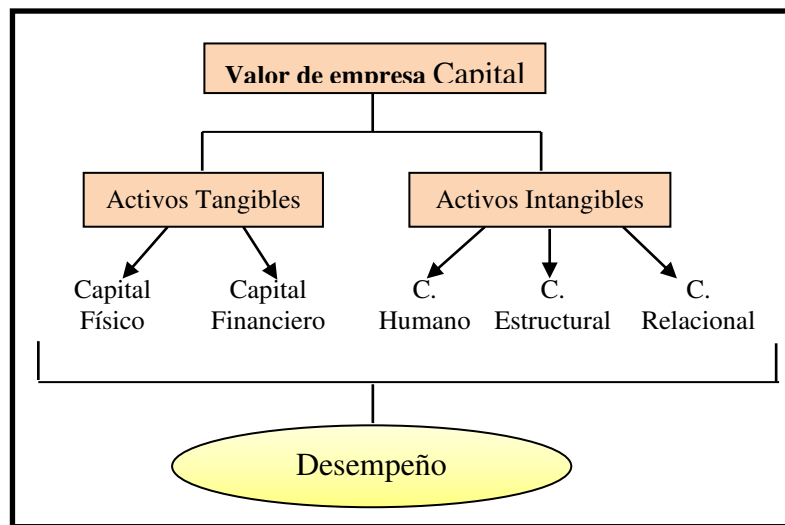 Valor de empresa Capital
Activos Tangibles
Activos Intangibles
Capital
Físico
Capital
Financiero
C.
Humano
C.
Estructural
C.
Relacional
Desempeño